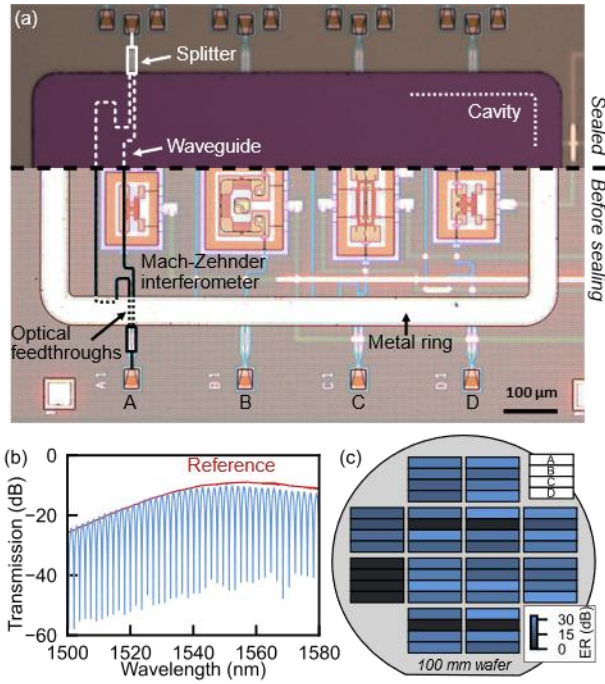 (a)
Splitter
Cavity
Waveguide
Sealed
Before sealing
Mach-Zehnder
interferometer
Optical
feedthroughs
Metal ring
A1
B1
C1
D1
A
B
C
D
100 µm
(b)
0
-20
-40
-60
Transmission (dB)
Reference
1500
1520
1540
1560
1580
Wavelength (nm)
(c)
A
B
C
D
30
15
0
ER (dB)
100 mm wafer